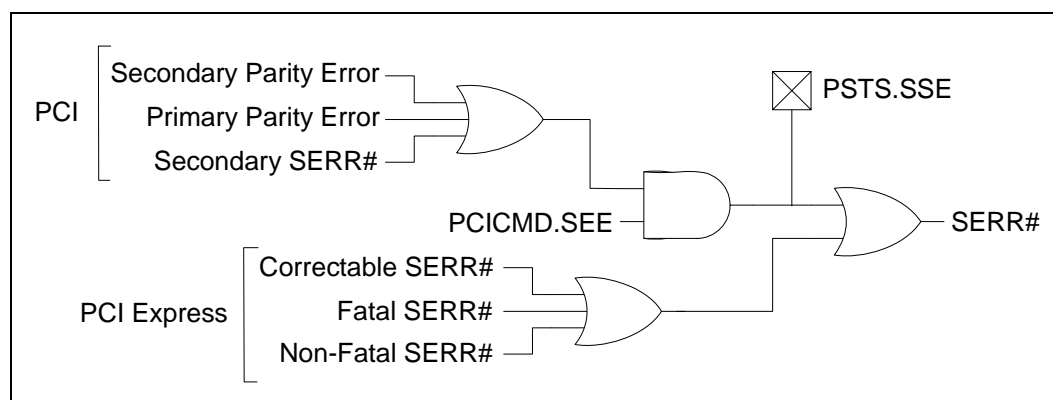 PCI
Secondary Parity Error
Primary Parity Error
Secondary SERR#
PSTS.SSE
PCICMD.SEE
SERR#
PCI Express
Correctable SERR#
Fatal SERR#
Non-Fatal SERR#